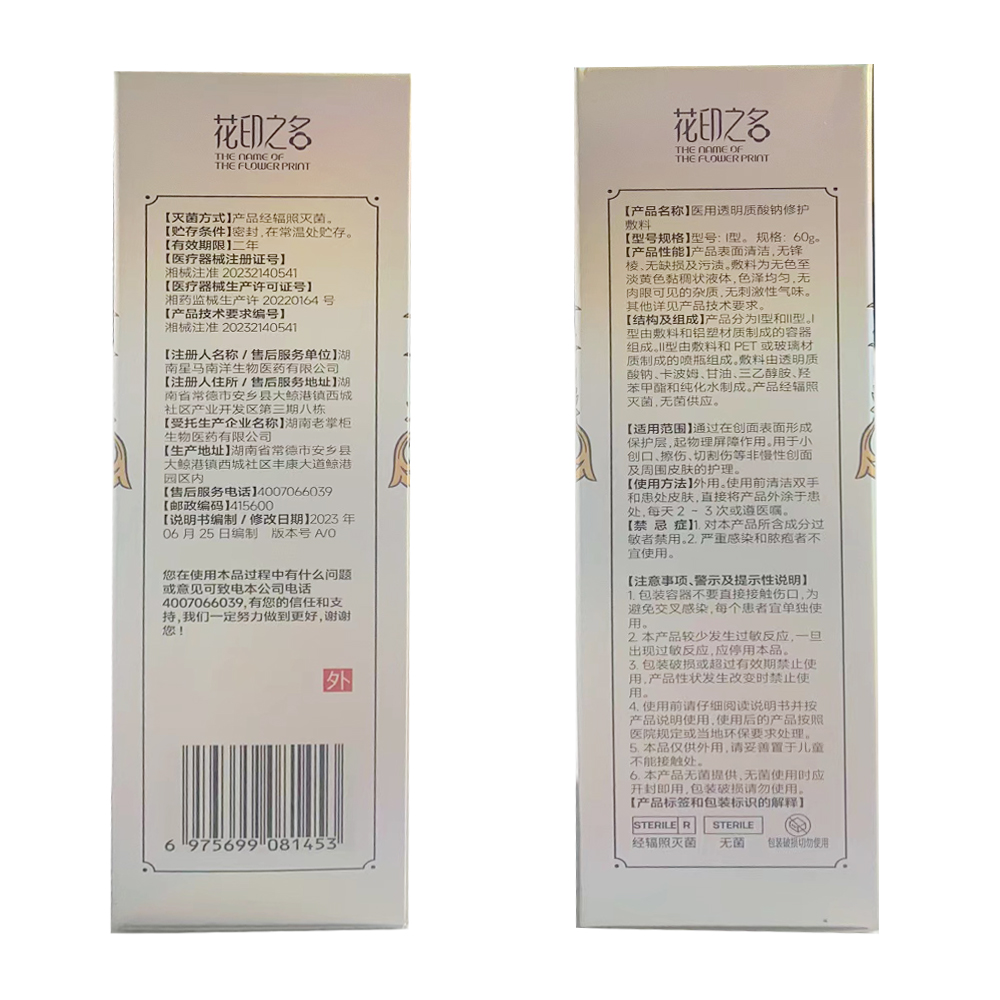 花印之名
THE NAME OF
THE FLOWER PRINT
【灭菌方式】产品经辐照灭菌。
【贮存条件】密封,在常温处贮存。
【有效期限】二年
【医疗器械注册证号】
湘械注准 20232140541
【医疗器械生产许可证号】
湘药监械生产许 20220164 号
【产品技术要求编号】
湘械注准 20232140541
【注册人名称 / 售后服务单位】湖
南星马南洋生物医药有限公司
【注册人住所 / 售后服务地址】湖
南省常德市安乡县大鲸港镇西城
社区产业开发区第三期八栋
【受托生产企业名称】湖南老掌柜
生物医药有限公司
【生产地址】湖南省常德市安乡县
大鲸港镇西城社区丰康大道鲸港
园区内
【售后服务电话】4007066039
【邮政编码】415600
【说明书编制 / 修改日期】2023 年
06 月 25 日编制 版本号 A/0
您在使用本品过程中有什么问题
或意见可致电本公司电话
4007066039,有您的信任和支
持,我们一定努力做到更好,谢谢
您!
外
6 975699 081453
花印之名
THE NAME OF
THE FLOWER PRINT
【产品名称】医用透明质酸钠修护
敷料
【型号规格】型号: I型。 规格: 60g。
【产品性能】产品表面清洁,无锋
棱、无缺损及污渍。敷料为无色至
淡黄色黏稠状液体,色泽均匀,无
肉眼可见的杂质,无刺激性气味。
其他详见产品技术要求。
【结构及组成】产品分为I型和II型。I
型由敷料和铝塑材质制成的容器
组成。II型由敷料和 PET 或玻璃材
质制成的喷瓶组成。敷料由透明质
酸钠、卡波姆、甘油、三乙醇胺、羟
苯甲酯和纯化水制成。产品经辐照
灭菌,无菌供应。
【适用范围】通过在创面表面形成
保护层,起物理屏障作用。用于小
创口、擦伤、切割伤等非慢性创面
及周围皮肤的护理。
【使用方法】外用。使用前清洁双手
和患处皮肤,直接将产品外涂于患
处,每天 2 - 3 次或遵医嘱。
【禁 忌 症】1. 对本产品所含成分过
敏者禁用。2. 严重感染和脓疱者不
宜使用。
【注意事项、警示及提示性说明】
1. 包装容器不要直接接触伤口,为
避免交叉感染,每个患者宜单独使
用。
2. 本产品较少发生过敏反应,一旦
出现过敏反应,应停用本品。
3. 包装破损或超过有效期禁止使
用,产品性状发生改变时禁止使
用。
4. 使用前请仔细阅读说明书并按
产品说明使用,使用后的产品按照
医院规定或当地环保要求处理。
5. 本品仅供外用,请妥善置于儿童
不能接触处。
6. 本产品无菌提供,无菌使用时应
开封即用,包装破损请勿使用。
【产品标签和包装标识的解释】
STERILE R STERILE
经辐照灭菌 无菌 包装破损切勿使用